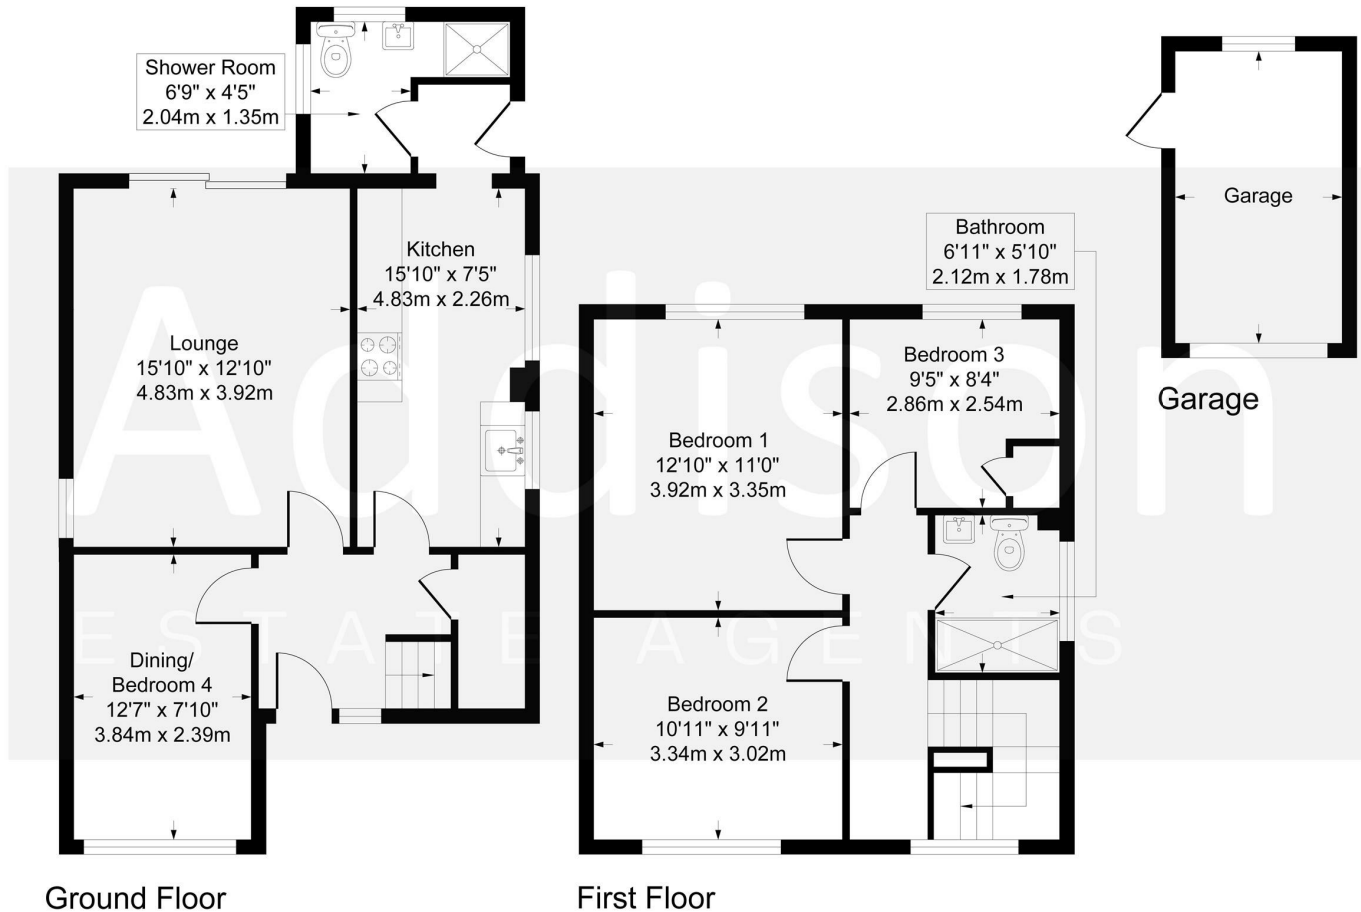 Shower Room
6'9" x 4'5"
2.04m x 1.35m
Kitchen
15'10" x 7'5"
4.83m x 2.26m
Lounge
15'10" x 12'10"
4.83m x 3.92m
Dining/
Bedroom 4
12'7" x 7'10"
3.84m x 2.39m
Ground Floor
Bathroom
6'11" x 5'10"
2.12m x 1.78m
Bedroom 3
9'5" x 8'4"
2.86m x 2.54m
Bedroom 1
12'10" x 11'0"
3.92m x 3.35m
Bedroom 2
10'11" x 9'11"
3.34m x 3.02m
First Floor
Garage
Garage
Addison
ESTATE AGENTS